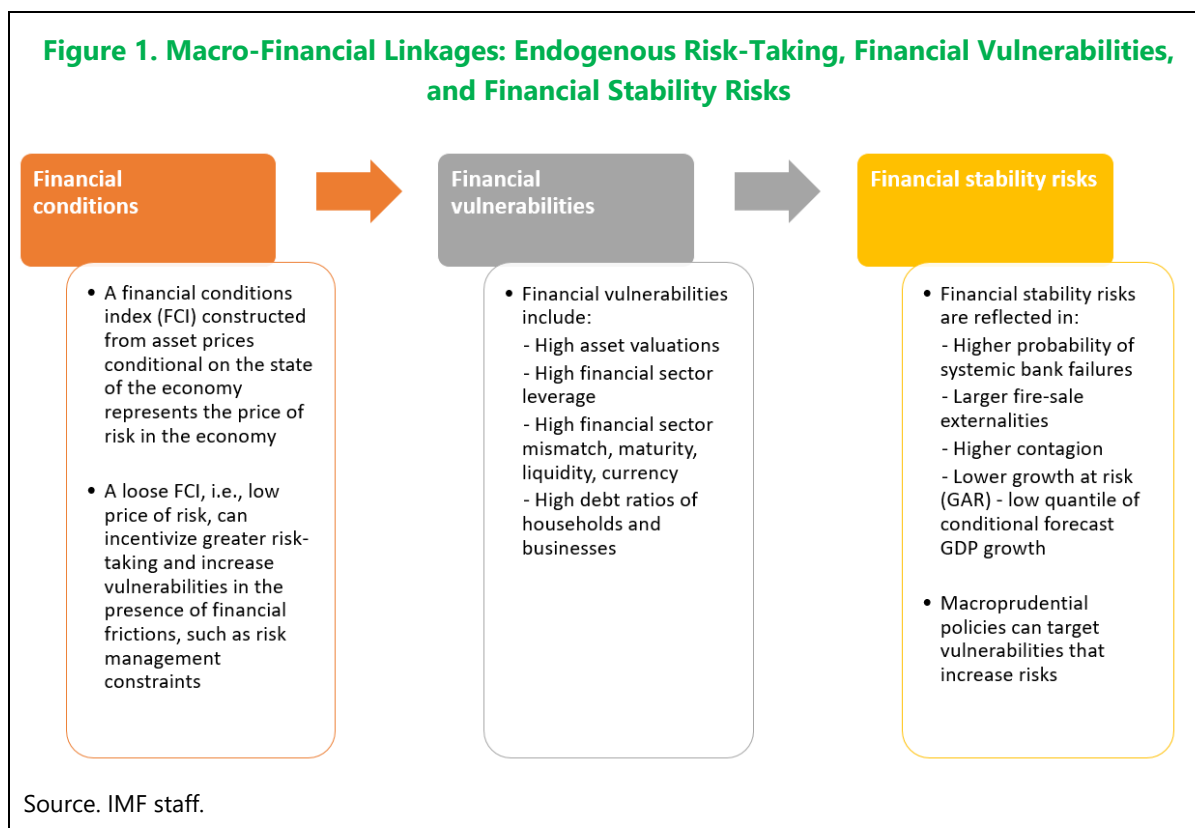 Figure 1. Macro-Financial Linkages: Endogenous Risk-Taking, Financial Vulnerabilities,
and Financial Stability Risks
Financial
conditions
• A financial conditions
index (FCI) constructed
from asset prices
conditional on the state
of the economy
represents the price of
risk in the economy
• A loose FCI, i.e., low
price of risk, can
incentivize greater risk-
taking and increase
vulnerabilities in the
presence of financial
frictions, such as risk
management
constraints
Financial
vulnerabilities
• Financial vulnerabilities
include:
- High asset valuations
- High financial sector
leverage
- High financial sector
mismatch, maturity,
liquidity, currency
- High debt ratios of
households and
businesses
Financial stability risks
• Financial stability risks
are reflected in:
- Higher probability of
systemic bank failures
- Larger fire-sale
externalities
- Higher contagion
- Lower growth at risk
(GAR) - low quantile of
conditional forecast
GDP growth
• Macroprudential
policies can target
vulnerabilities that
increase risks
Source. IMF staff.